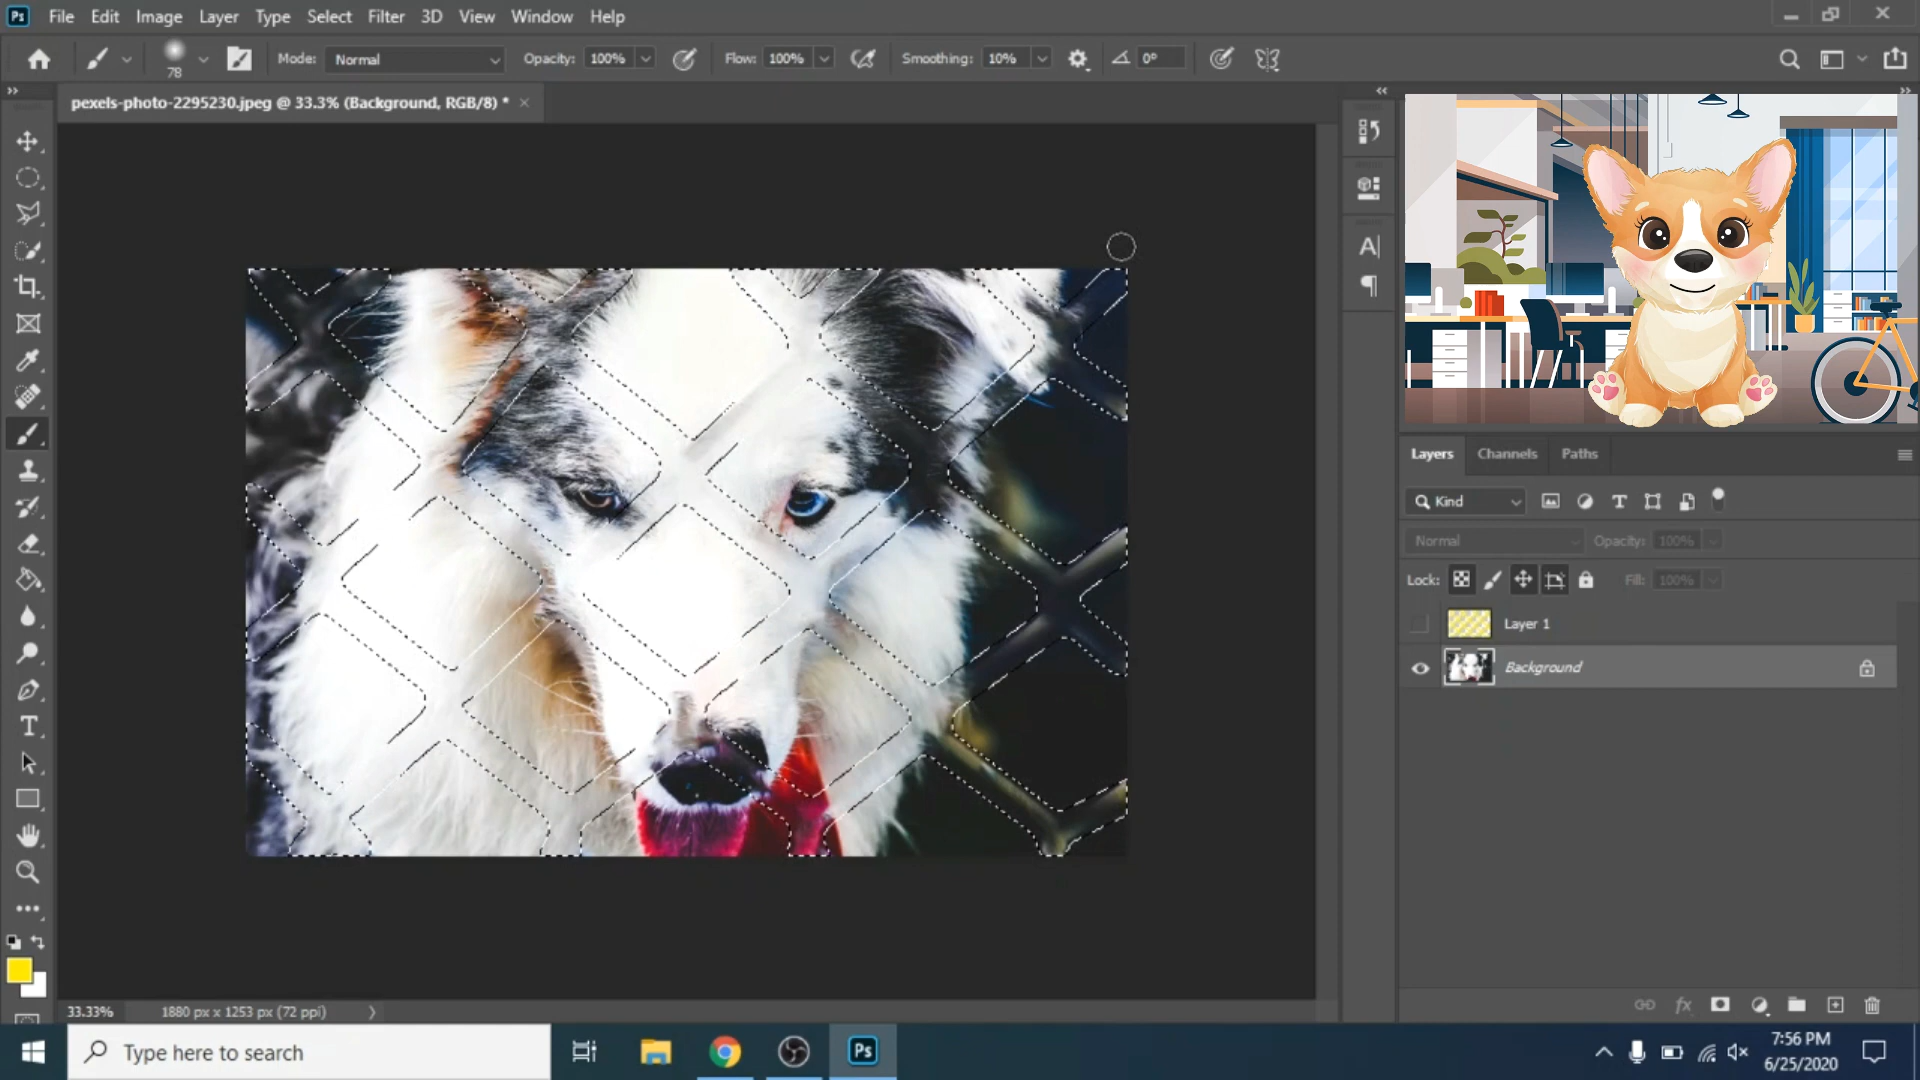 Ps File Edit Image Layer Type Select Filter 3D View Window Help
78 Mode: Normal Opacity: 100% Flow: 100% Smoothing: 10% 0°
pexels-photo-2295230.jpeg @ 33.3% (Background, RGB/8) *
Layers Channels Paths
Kind
Normal Opacity: 100%
Lock: Fill: 100%
Layer 1
Background
33.33% 1880 px x 1253 px (72 ppi)
Type here to search
Ps
7:56 PM
6/25/2020